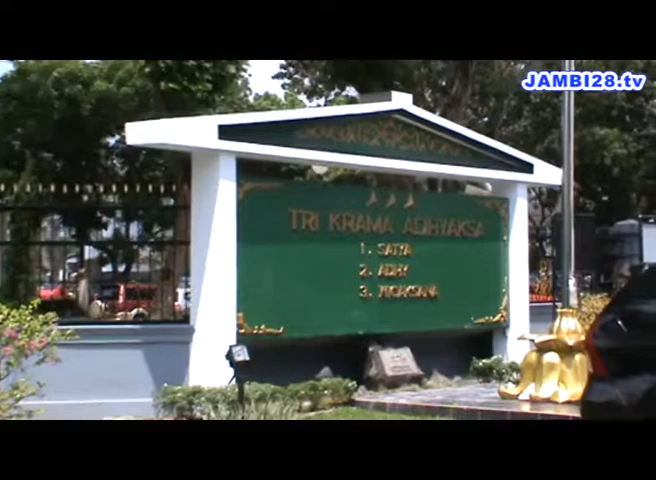 JAMBI28.tv
TRI KRAMA ADHYAKSA
1. SATYA
2. ADHY
3. WICAKSANA